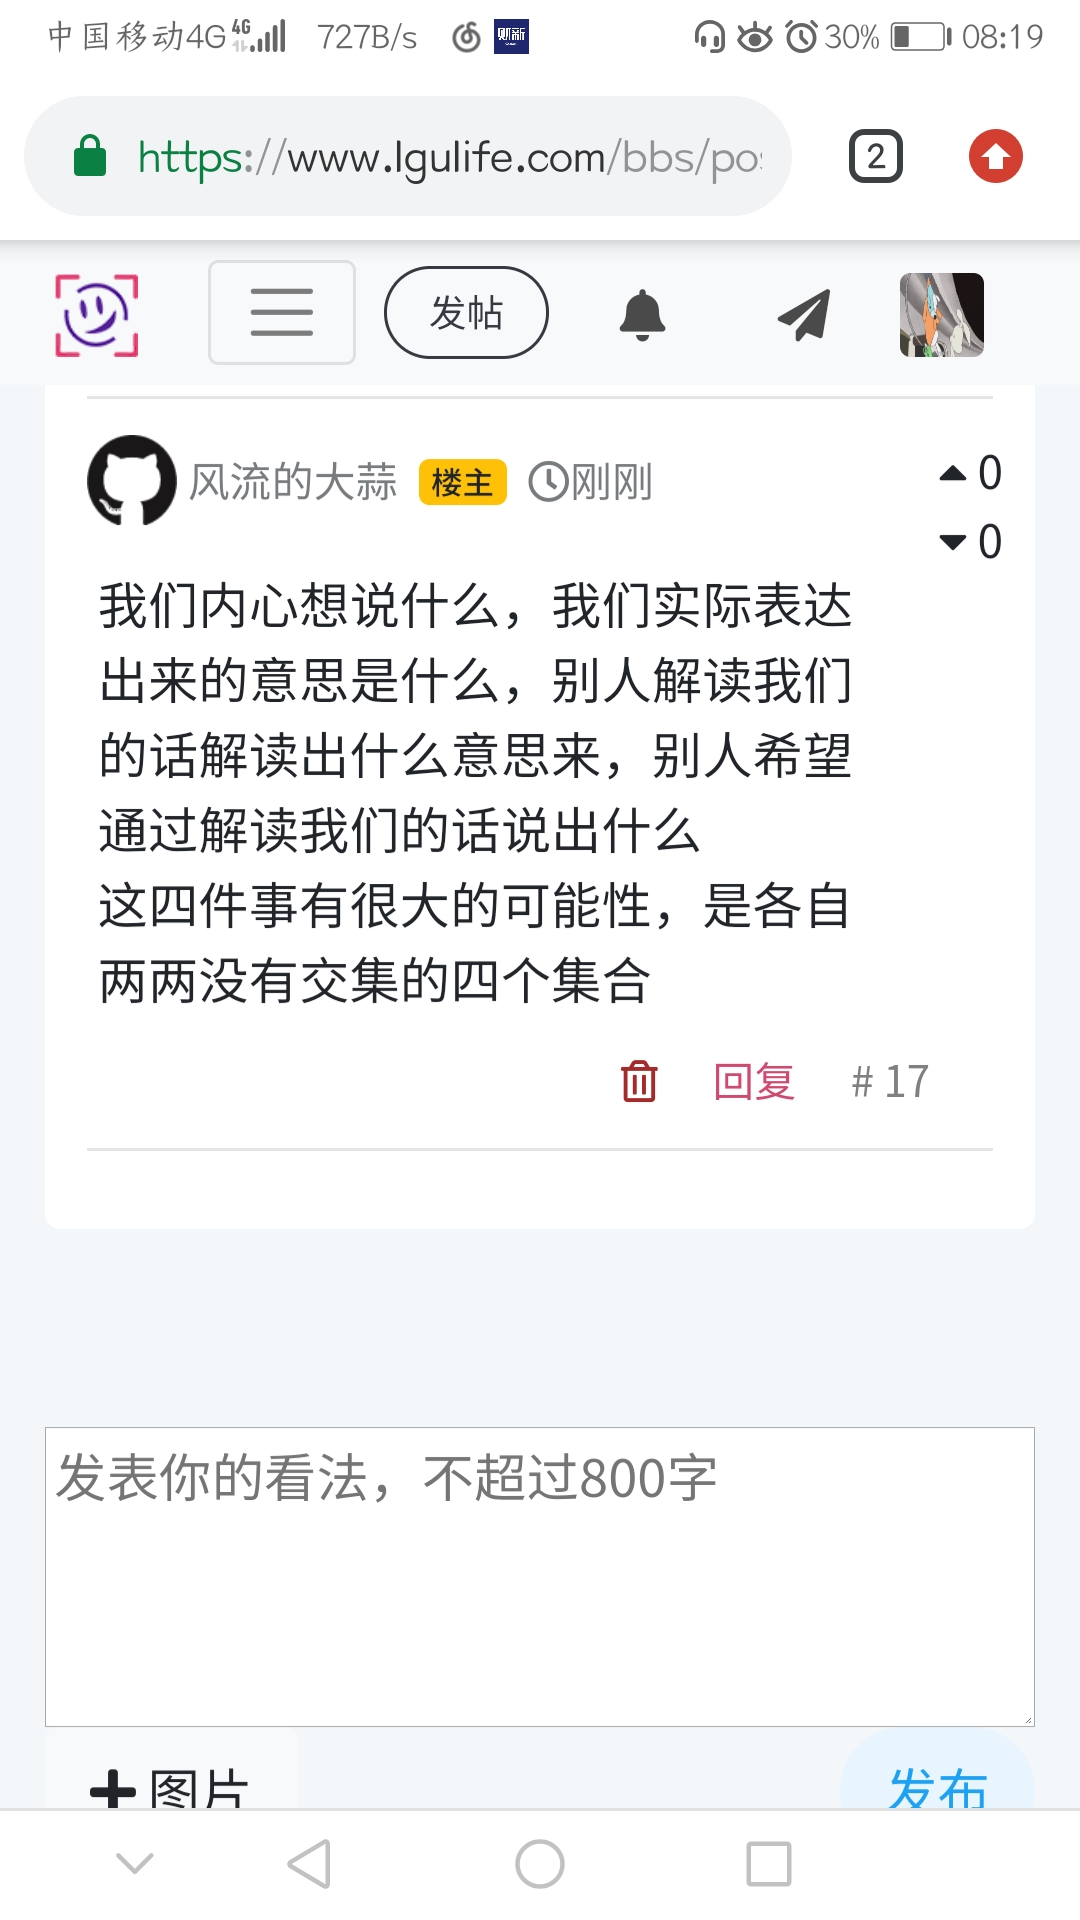 中国移动4G 4G 727B/s 财新 30% 08:19
https://www.lgulife.com/bbs/po
2
发帖
风流的大蒜 楼主 刚刚
0
0
我们内心想说什么，我们实际表达
出来的意思是什么，别人解读我们
的话解读出什么意思来，别人希望
通过解读我们的话说出什么
这四件事有很大的可能性，是各自
两两没有交集的四个集合
回复 # 17
发表你的看法，不超过800字
图片 发布